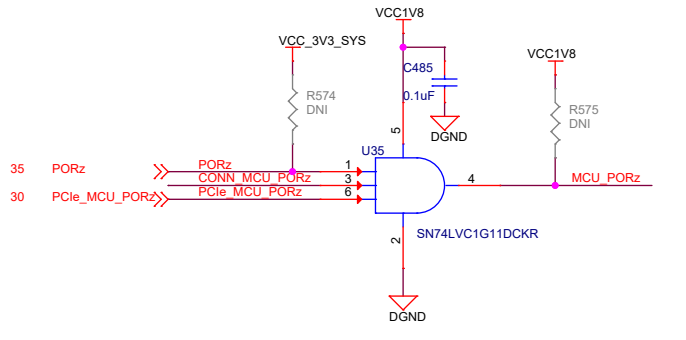 VCC1V8
VCC_3V3_SYS
VCC1V8
C485
R574
DNI
0.1uF
R575
DNI
5
DGND
U35
35 PORz PORz 1
CONN_MCU_PORz 3
4 MCU_PORz
30 PCIe_MCU_PORz PCIe_MCU_PORz 6
2
SN74LVC1G11DCKR
DGND